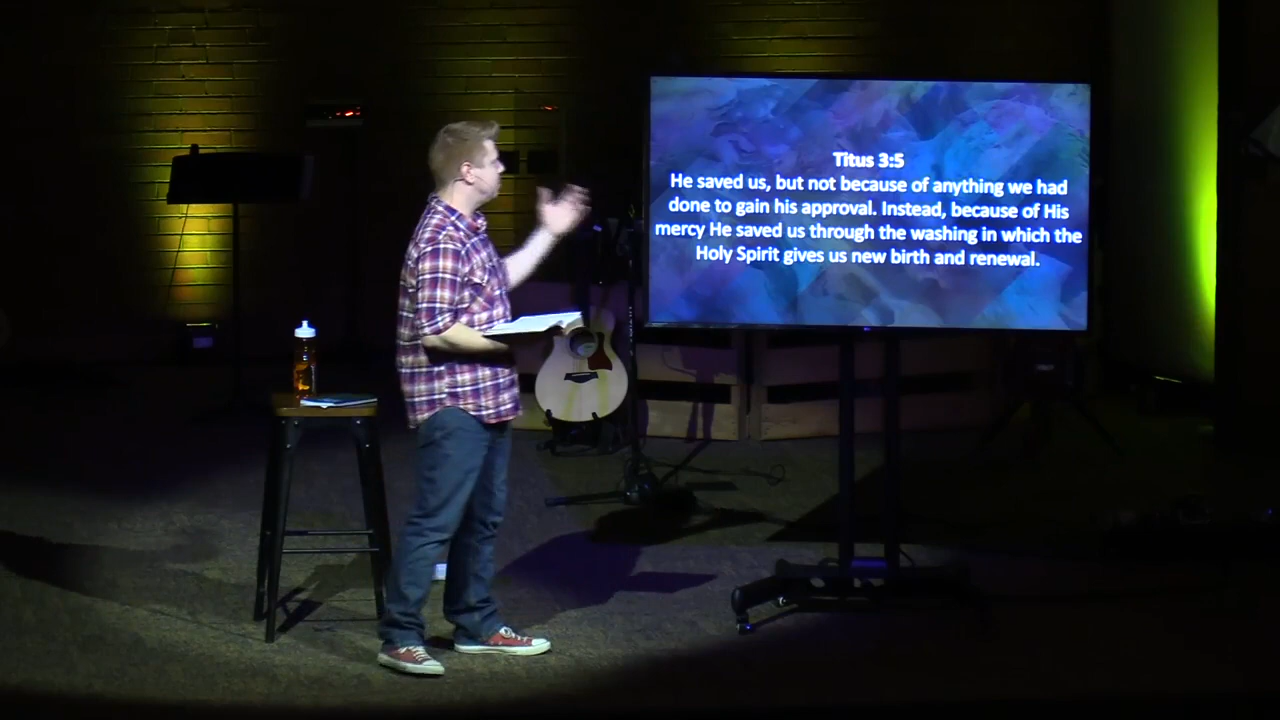 Titus 3:5
He saved us, but not because of anything we had
done to gain his approval. Instead, because of His
mercy He saved us through the washing in which the
Holy Spirit gives us new birth and renewal.